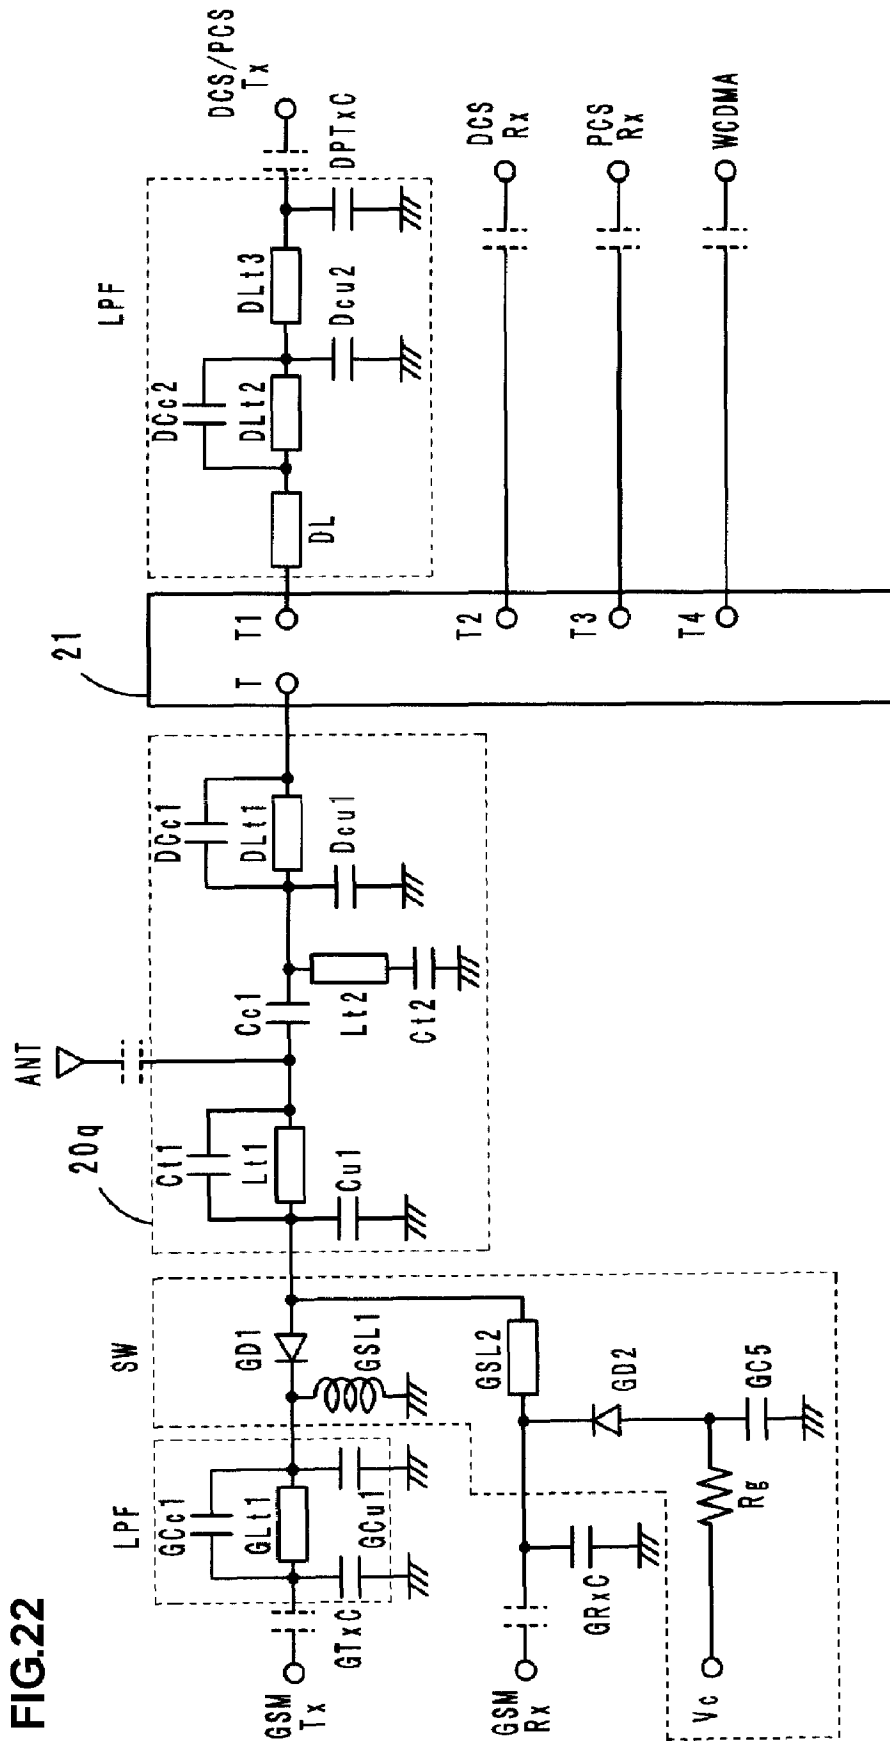 FIG.22
GSM
Tx
GTxC
LPF
GCc1
GLt1
GCu1
SW
GD1
GSL1
GSM
Rx
GRxC
GSL2
GD2
GC5
Rg
Vc
20q
Ct1
Lt1
Cu1
ANT
Cc1
Lt2
Ct2
DCc1
DLt1
Dcu1
21
T
T1
T2
T3
T4
LPF
DL
DCc2
DLt2
Dcu2
DLt3
DPTxC
DCS/PCS
Tx
DCS
Rx
PCS
Rx
WCDMA